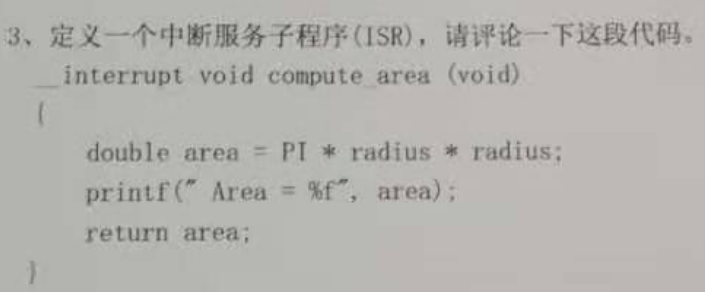 3、定义一个中断服务子程序(ISR)，请评论一下这段代码。
__interrupt void compute_area (void)
{
double area = PI * radius * radius;
printf(" Area = %f", area);
return area;
}